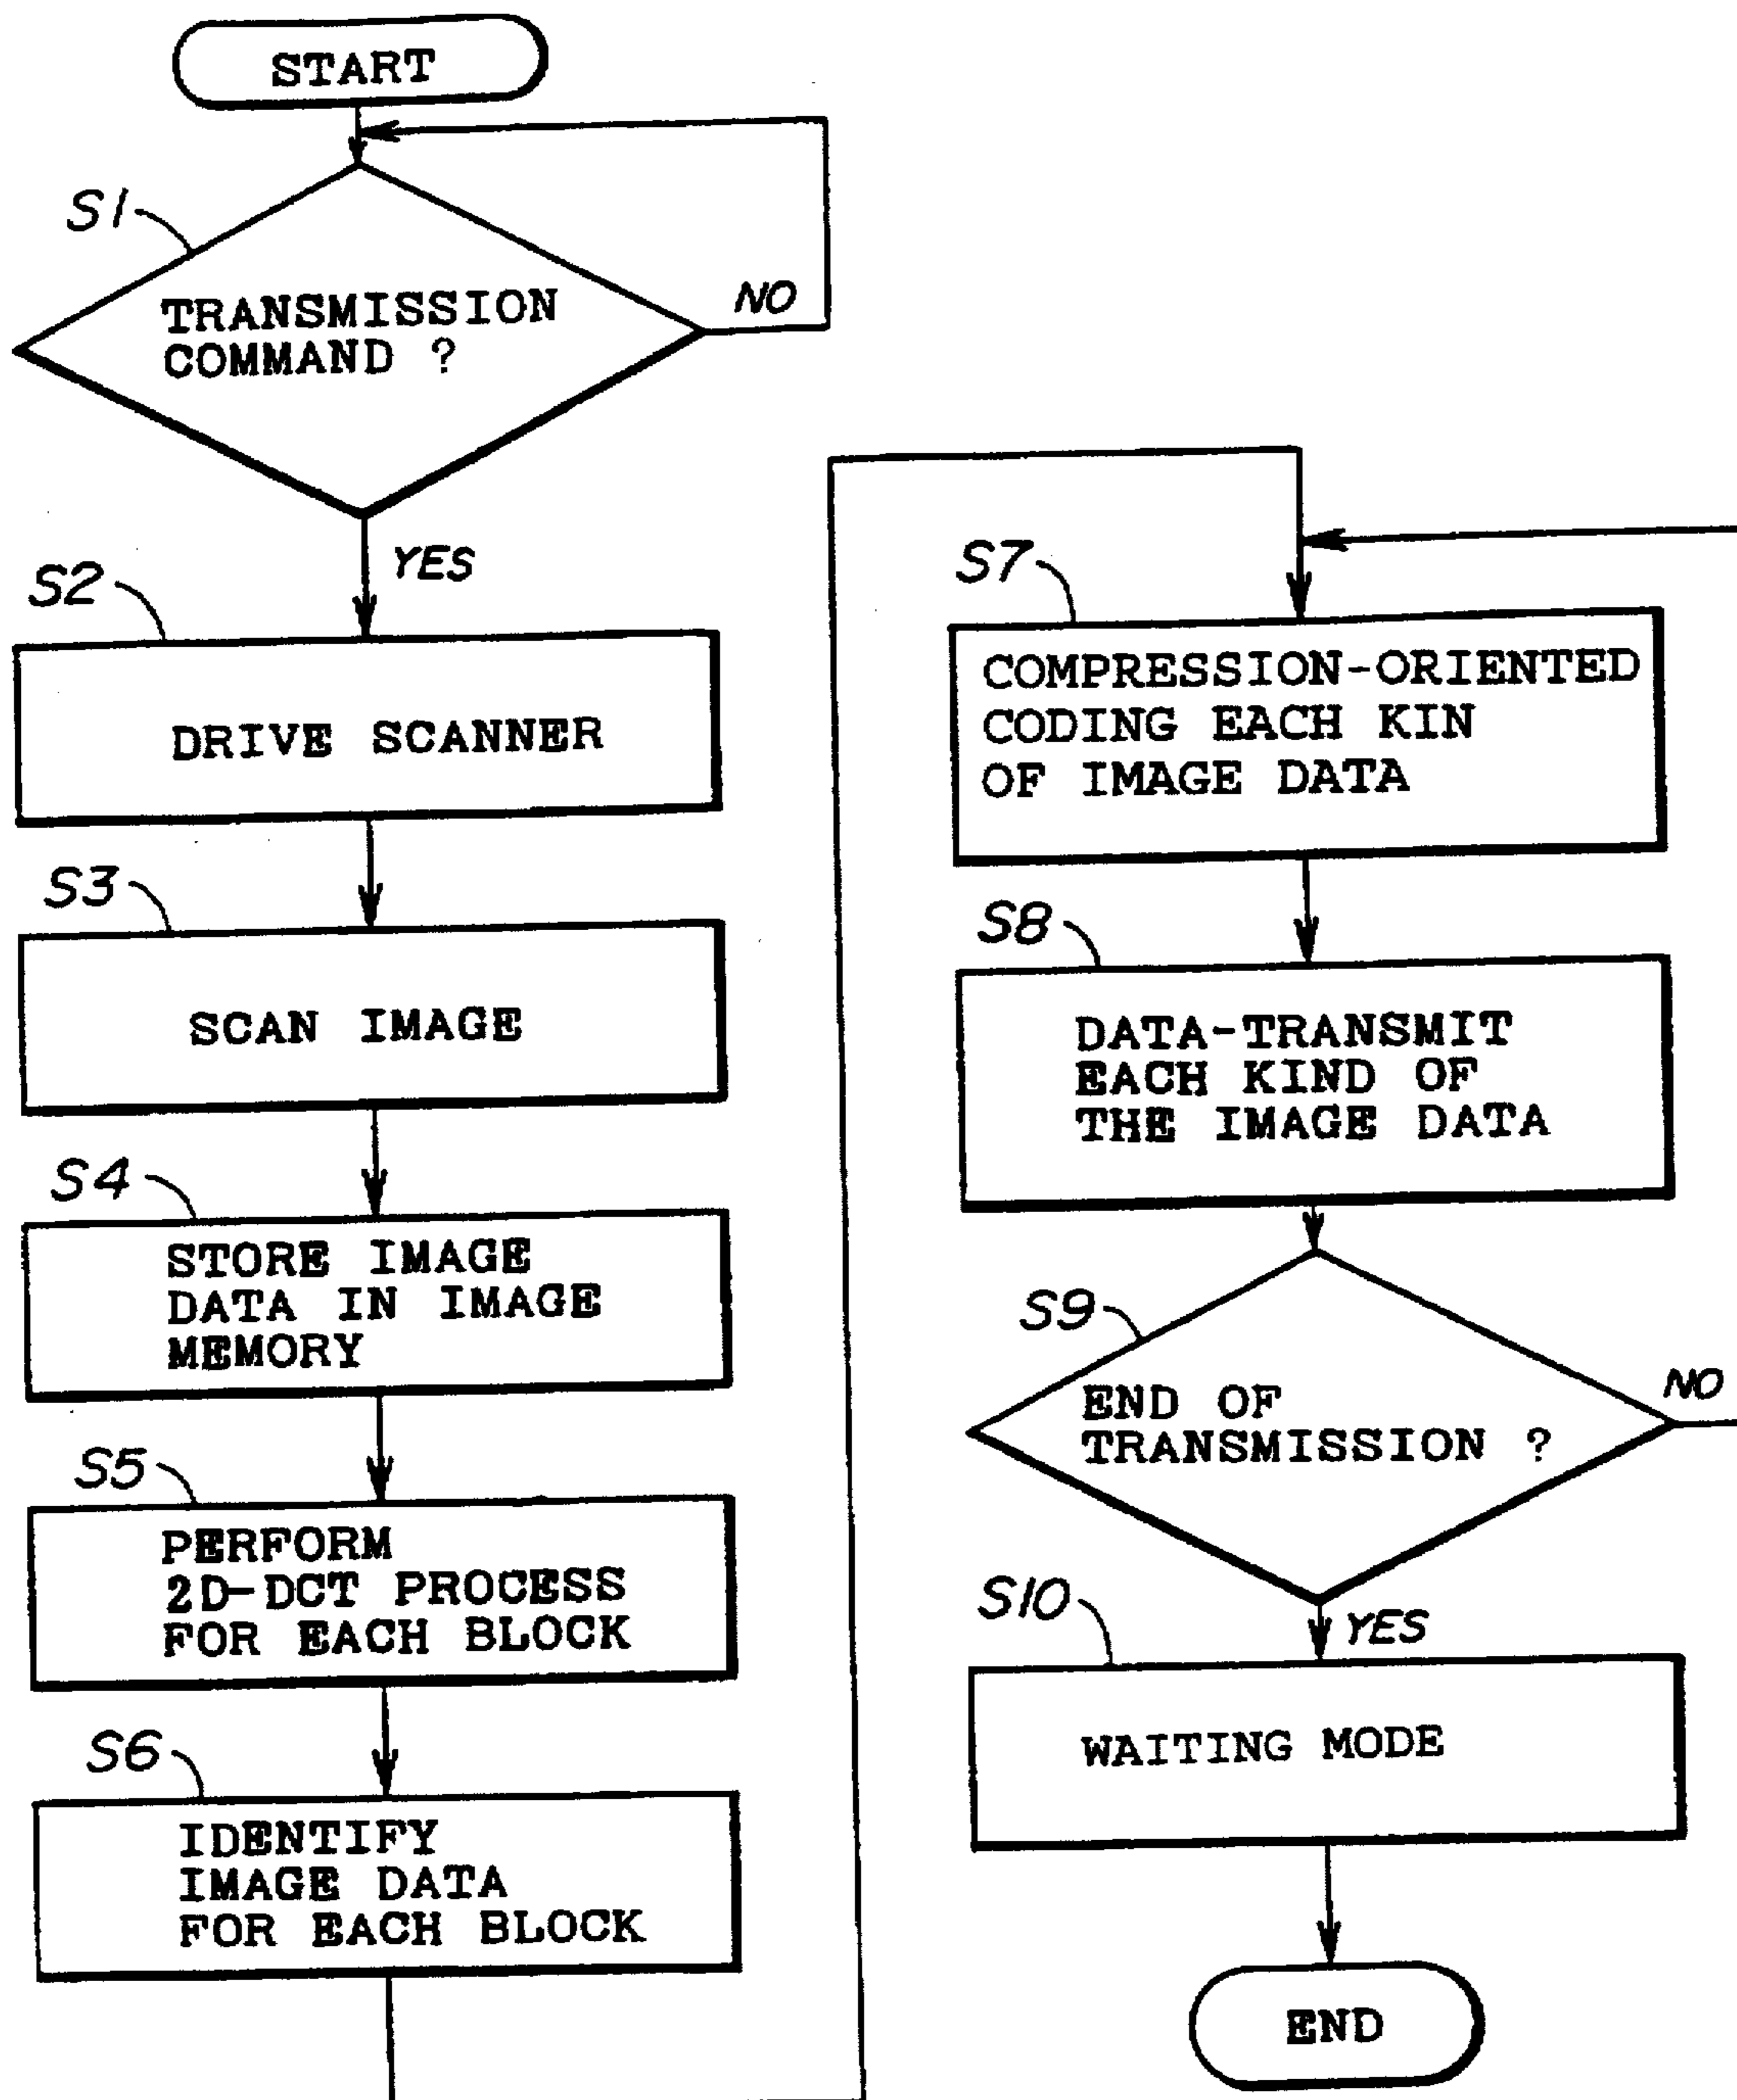 START
S1
TRANSMISSION
COMMAND ?
NO
YES
S2
DRIVE SCANNER
S3
SCAN IMAGE
S4
STORE IMAGE
DATA IN IMAGE
MEMORY
S5
PERFORM
2D-DCT PROCESS
FOR EACH BLOCK
S6
IDENTIFY
IMAGE DATA
FOR EACH BLOCK
S7
COMPRESSION-ORIENTED
CODING EACH KIN
OF IMAGE DATA
S8
DATA-TRANSMIT
EACH KIND OF
THE IMAGE DATA
S9
END OF
TRANSMISSION ?
NO
YES
S10
WAITING MODE
END